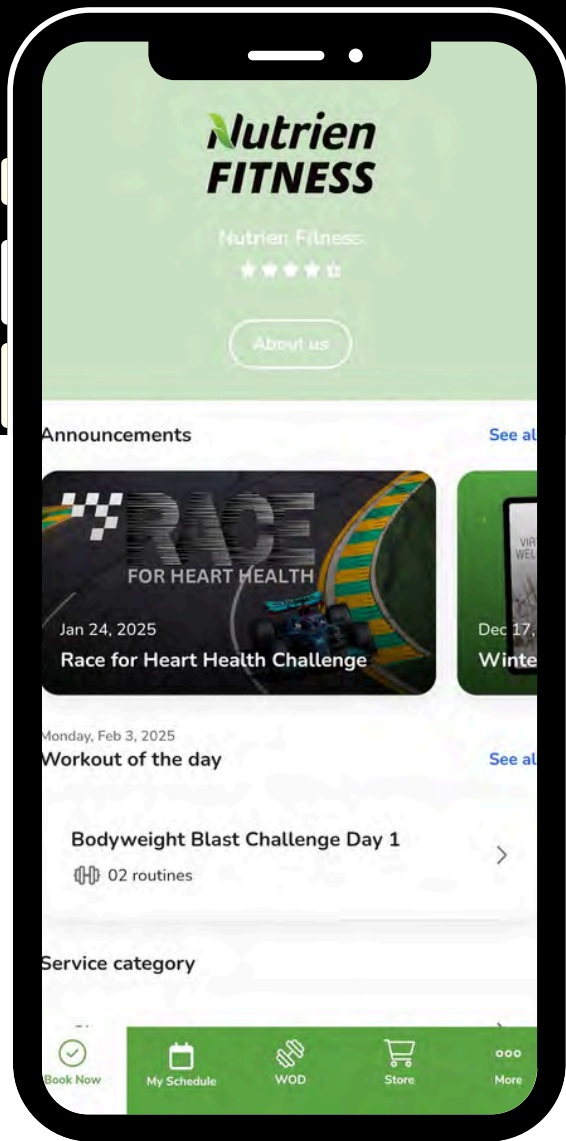 Nutrien
FITNESS
Nutrien Fitness
About us
Announcements
See al
RACE
FOR HEART HEALTH
Jan 24, 2025
Race for Heart Health Challenge
VIR
WEL
Dec 17,
Winte
Monday, Feb 3, 2025
Workout of the day
See al
Bodyweight Blast Challenge Day 1
02 routines
Service category
Book Now
My Schedule
WOD
Store
More